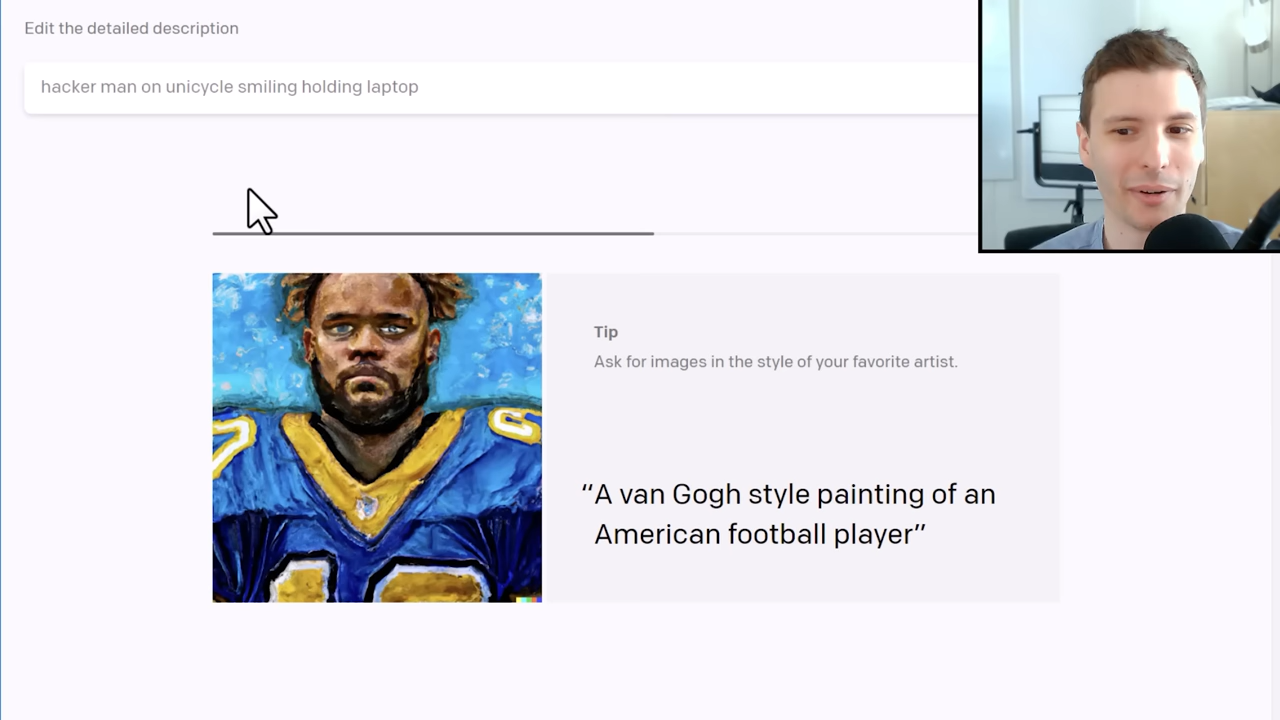 Edit the detailed description
hacker man on unicycle smiling holding laptop
Tip
Ask for images in the style of your favorite artist.
“A van Gogh style painting of an
American football player”